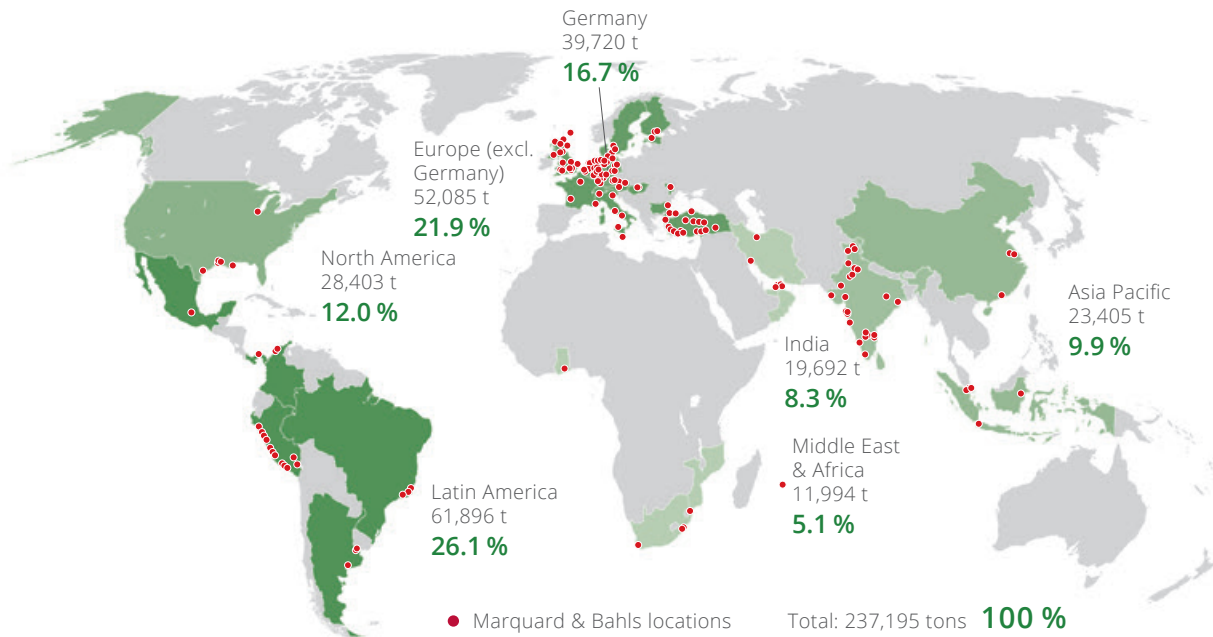 Germany
39,720 t
16.7 %
Europe (excl.
Germany)
52,085 t
21.9 %
North America
28,403 t
12.0 %
Asia Pacific
23,405 t
9.9 %
India
19,692 t
8.3 %
Middle East
& Africa
11,994 t
5.1 %
Latin America
61,896 t
26.1 %
Marquard & Bahls locations
Total: 237,195 tons 100 %